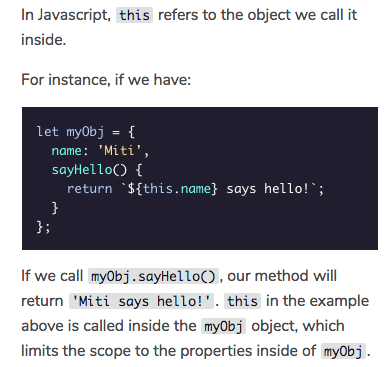 In Javascript, this refers to the object we call it
inside.
For instance, if we have:
let myObj = {
  name: 'Miti',
  sayHello() {
    return `${this.name} says hello!`;
  }
};
If we call myObj.sayHello(), our method will
return 'Miti says hello!'. this in the example
above is called inside the myObj object, which
limits the scope to the properties inside of myObj.